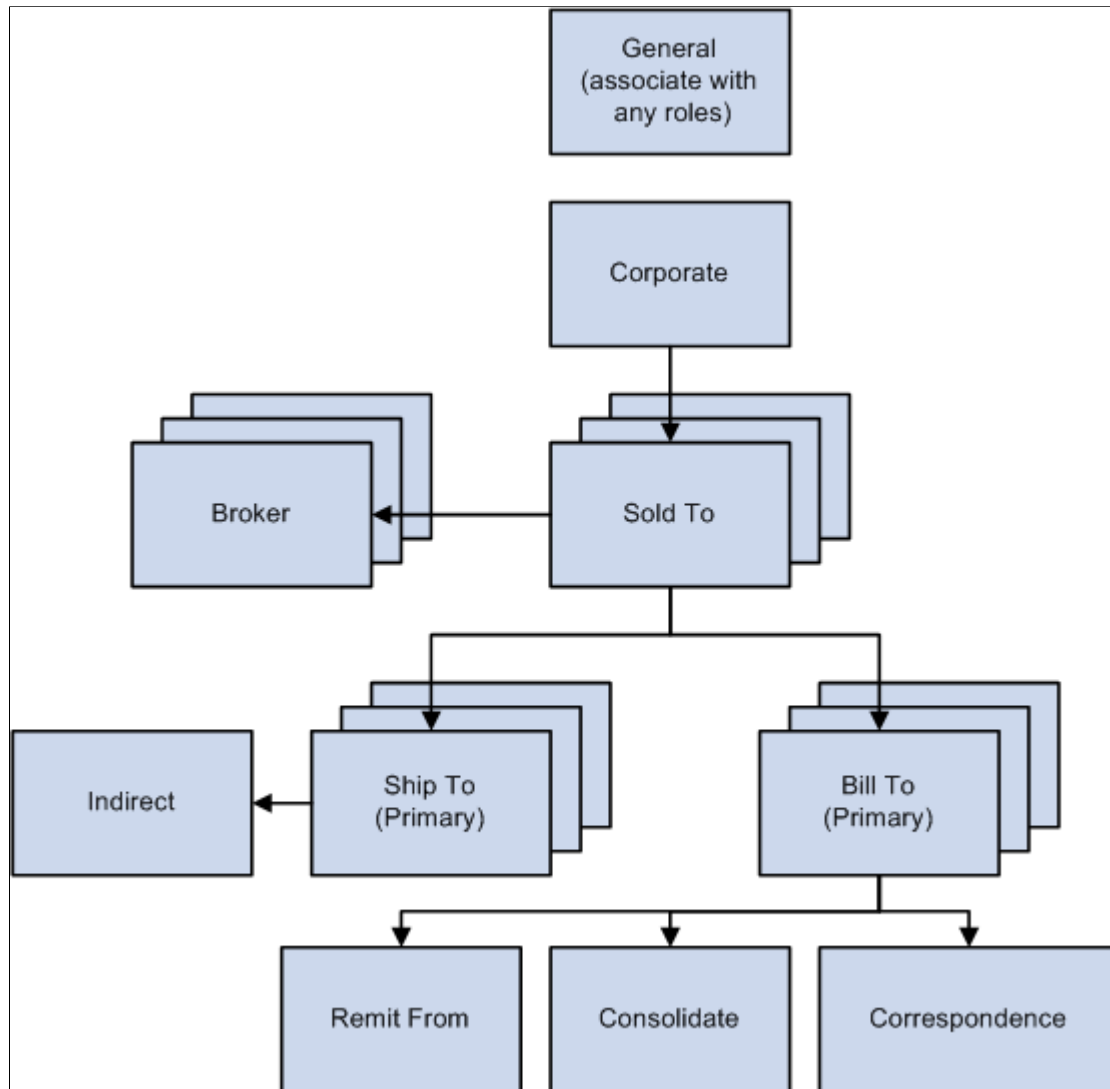 General
(associate with
any roles)
Corporate
Broker
Sold To
Indirect
Ship To
(Primary)
Bill To
(Primary)
Remit From
Consolidate
Correspondence